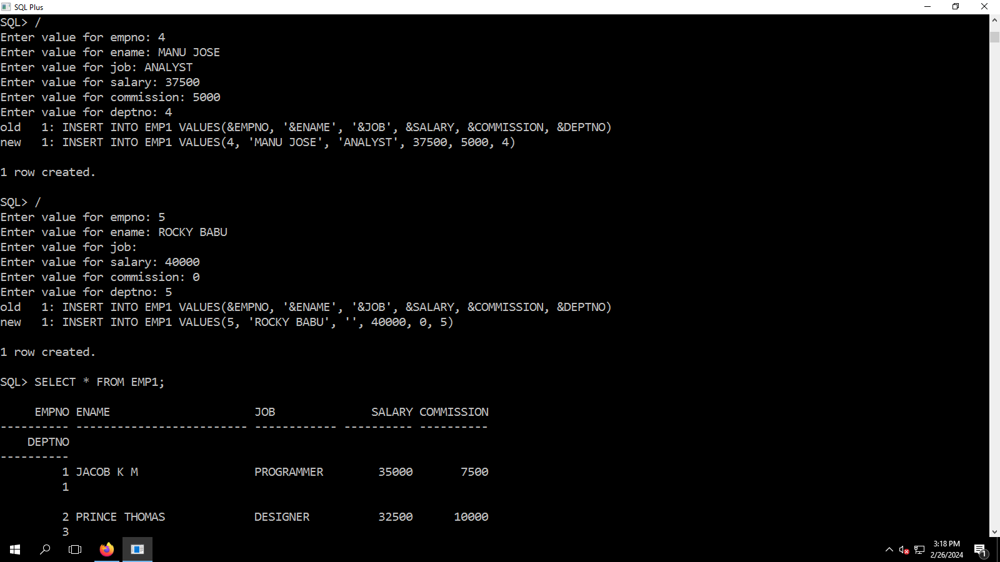 SQL Plus
SQL> /
Enter value for empno: 4
Enter value for ename: MANU JOSE
Enter value for job: ANALYST
Enter value for salary: 37500
Enter value for commission: 5000
Enter value for deptno: 4
old   1: INSERT INTO EMP1 VALUES(&EMPNO, '&ENAME', '&JOB', &SALARY, &COMMISSION, &DEPTNO)
new   1: INSERT INTO EMP1 VALUES(4, 'MANU JOSE', 'ANALYST', 37500, 5000, 4)
1 row created.
SQL> /
Enter value for empno: 5
Enter value for ename: ROCKY BABU
Enter value for job:
Enter value for salary: 40000
Enter value for commission: 0
Enter value for deptno: 5
old   1: INSERT INTO EMP1 VALUES(&EMPNO, '&ENAME', '&JOB', &SALARY, &COMMISSION, &DEPTNO)
new   1: INSERT INTO EMP1 VALUES(5, 'ROCKY BABU', '', 40000, 0, 5)
1 row created.
SQL> SELECT * FROM EMP1;
     EMPNO ENAME                     JOB              SALARY COMMISSION
---------- ------------------------- ------------ ---------- ----------
    DEPTNO
----------
         1 JACOB K M                 PROGRAMMER        35000       7500
         1
         2 PRINCE THOMAS             DESIGNER          32500      10000
         3
3:18 PM
2/26/2024
1